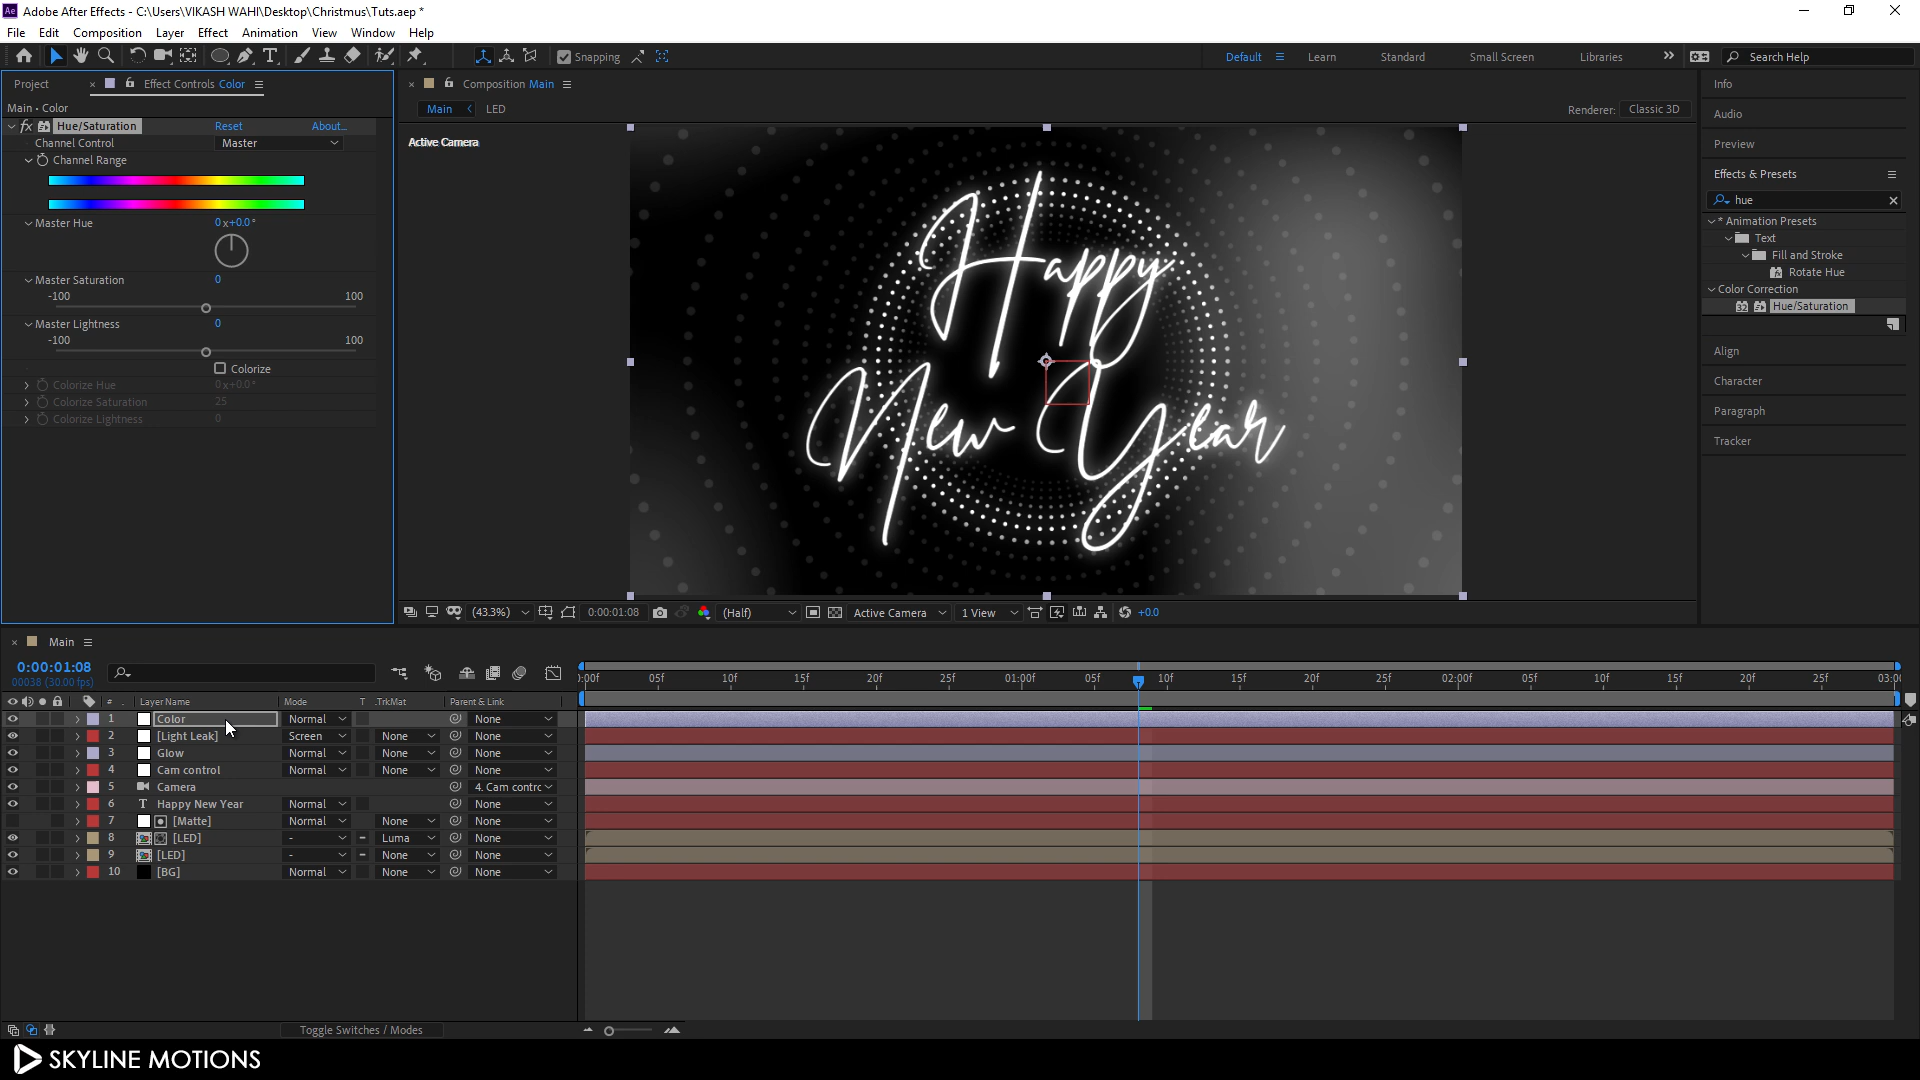 Ae Adobe After Effects - C:\Users\VIKASH WAHI\Desktop\Christmus\Tuts.aep *
File Edit Composition Layer Effect Animation View Window Help
Snapping Default Learn Standard Small Screen Libraries Search Help
Project Effect Controls Color Composition Main Info
Main • Color Main LED Renderer: Classic 3D
fx Hue/Saturation Reset About... Audio
Channel Control Master Active Camera Preview
Channel Range Effects & Presets
hue
* Animation Presets
Text
Fill and Stroke
Rotate Hue
Color Correction
32 Hue/Saturation
Align
Character
Paragraph
Tracker
Master Hue 0x+0.0°
Master Saturation 0
-100 100
Master Lightness 0
-100 100
Colorize
Colorize Hue 0x+0.0°
Colorize Saturation 25
Colorize Lightness 0
Happy
New Year
(43.3%) 0:00:01:08 (Half) Active Camera 1 View +0.0
Main
0:00:01:08
00038 (30.00 fps)
:00f 05f 10f 15f 20f 25f 01:00f 05f 10f 15f 20f 25f 02:00f 05f 10f 15f 20f 25f 03:0
# . Layer Name Mode T .TrkMat Parent & Link
1 Color Normal None
2 [Light Leak] Screen None None
3 Glow Normal None None
4 Cam control Normal None None
5 Camera 4. Cam contrc
6 T Happy New Year Normal None
7 [Matte] Normal None None
8 [LED] - Luma None
9 [LED] - None None
10 [BG] Normal None None
Toggle Switches / Modes
SKYLINE MOTIONS